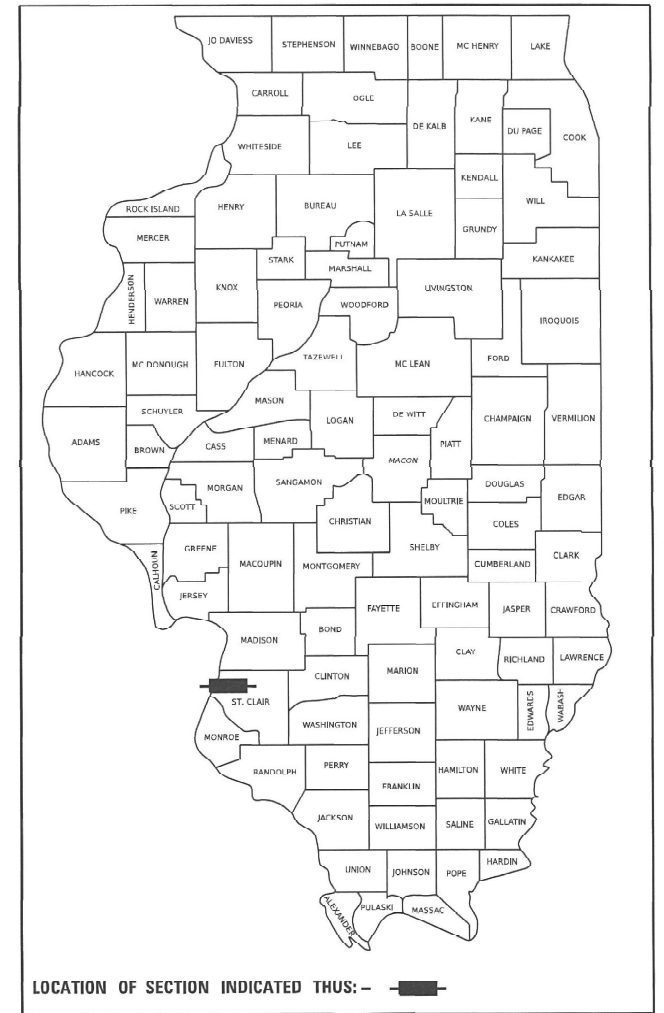 JO DAVIESS STEPHENSON WINNEBAGO BOONE MC HENRY LAKE
CARROLL OGLE DE KALB KANE DU PAGE COOK
WHITESIDE LEE
KENDALL
ROCK ISLAND HENRY BUREAU LA SALLE WILL
MERCER PUTNAM GRUNDY
STARK MARSHALL KANKAKEE
HENDERSON WARREN KNOX PEORIA WOODFORD LIVINGSTON IROQUOIS
HANCOCK MC DONOUGH FULTON TAZEWELL MC LEAN FORD
MASON
SCHUYLER LOGAN DE WITT CHAMPAIGN VERMILION
ADAMS BROWN CASS MENARD PIATT
MACON
MORGAN SANGAMON DOUGLAS
PIKE SCOTT MOULTRIE EDGAR
CHRISTIAN COLES
GREENE SHELBY
CALHOUN MACOUPIN MONTGOMERY CUMBERLAND CLARK
JERSEY FAYETTE EFFINGHAM JASPER CRAWFORD
MADISON BOND
CLAY RICHLAND LAWRENCE
CLINTON MARION
ST. CLAIR WAYNE EDWARDS WABASH
WASHINGTON JEFFERSON
MONROE
RANDOLPH PERRY HAMILTON WHITE
FRANKLIN
JACKSON WILLIAMSON SALINE GALLATIN
UNION JOHNSON POPE HARDIN
ALEXANDER PULASKI MASSAC
LOCATION OF SECTION INDICATED THUS: –